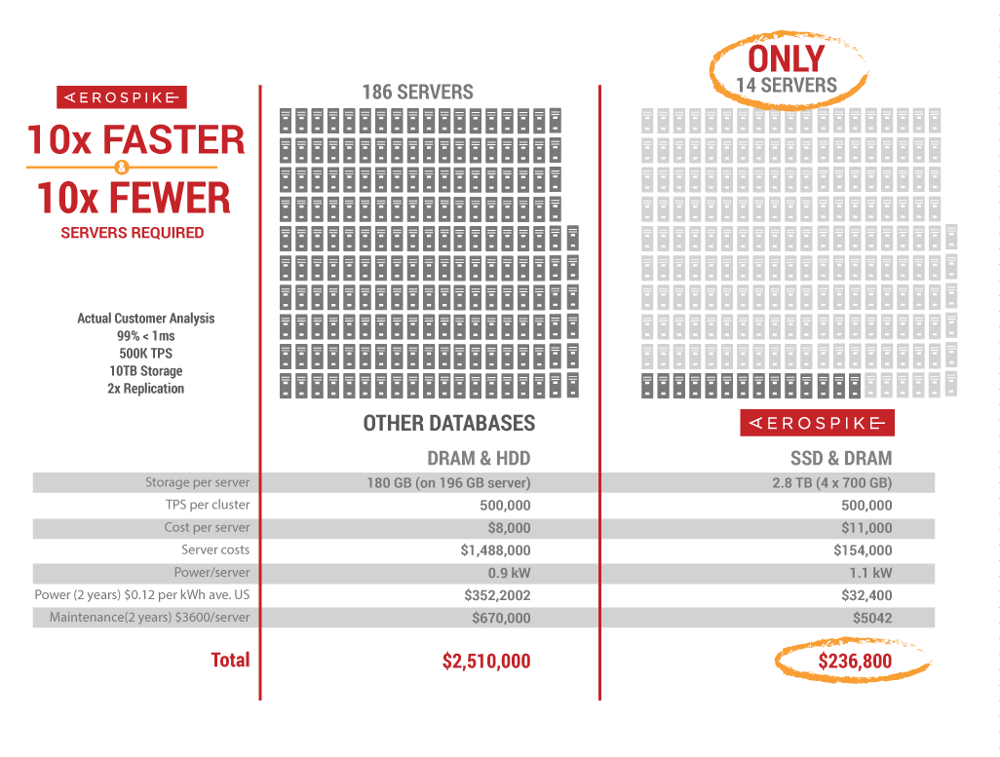 AEROSPIKE
10x FASTER
&
10x FEWER
SERVERS REQUIRED
Actual Customer Analysis
99% < 1ms
500K TPS
10TB Storage
2x Replication
186 SERVERS
ONLY
14 SERVERS
OTHER DATABASES
AEROSPIKE
DRAM & HDD
SSD & DRAM
Storage per server 180 GB (on 196 GB server) 2.8 TB (4 x 700 GB)
TPS per cluster 500,000 500,000
Cost per server $8,000 $11,000
Server costs $1,488,000 $154,000
Power/server 0.9 kW 1.1 kW
Power (2 years) $0.12 per kWh ave. US $352,2002 $32,400
Maintenance(2 years) $3600/server $670,000 $5042
Total $2,510,000 $236,800